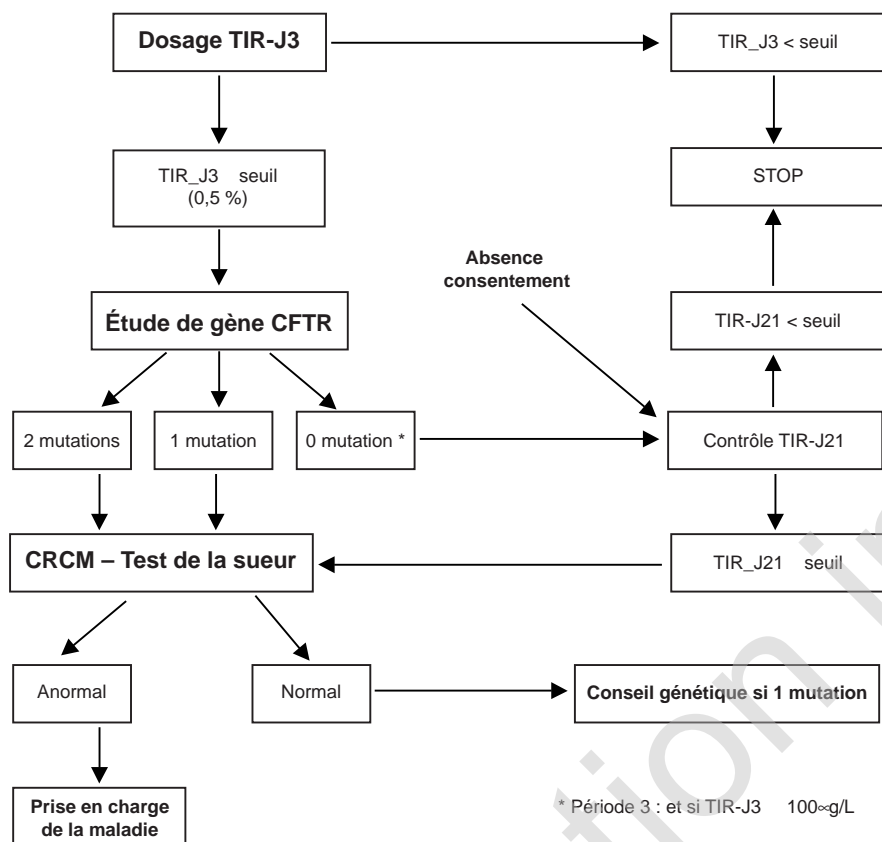 Dosage TIR-J3
TIR_J3 < seuil
TIR_J3 seuil
(0,5 %)
STOP
Absence
consentement
Étude de gène CFTR
TIR-J21 < seuil
2 mutations
1 mutation
0 mutation *
Contrôle TIR-J21
CRCM – Test de la sueur
TIR_J21 seuil
Anormal
Normal
Conseil génétique si 1 mutation
Prise en charge
de la maladie
* Période 3 : et si TIR-J3 100∝g/L